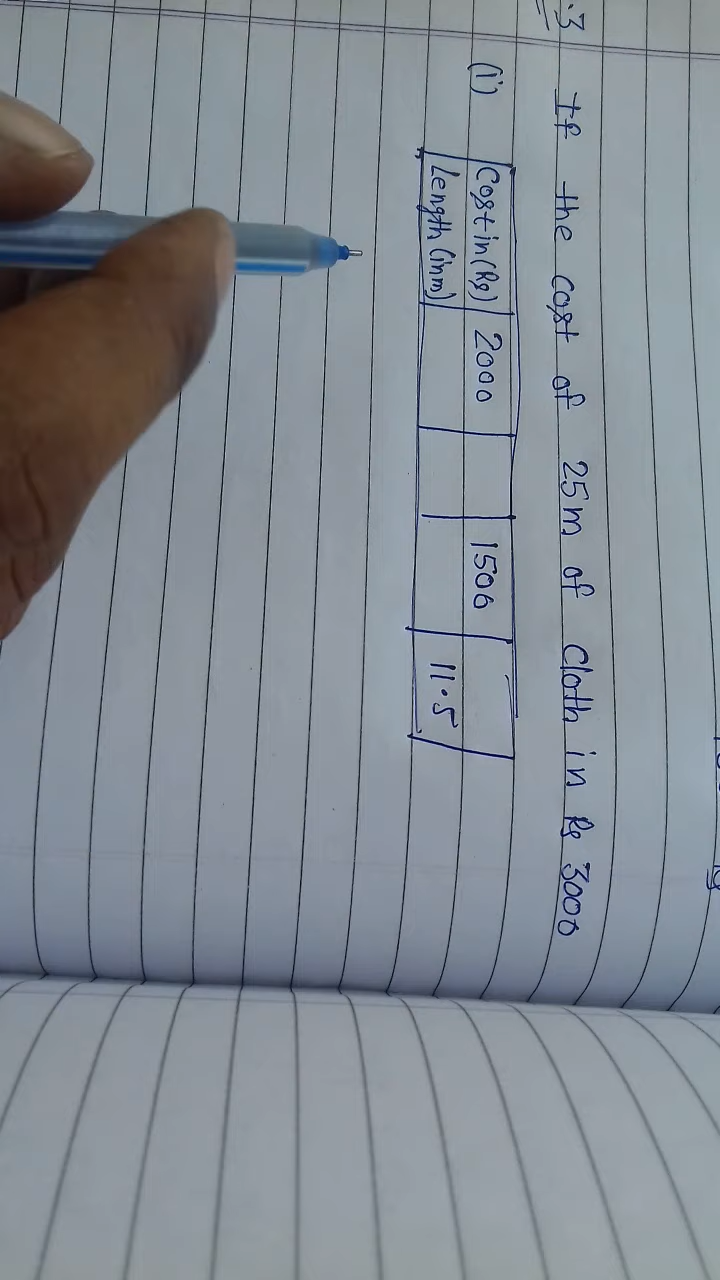 .3 If the cost of 25m of Cloth in Rs 3000
(i) Cost in (Rs) 2000 1500
Length (in m) 11.5